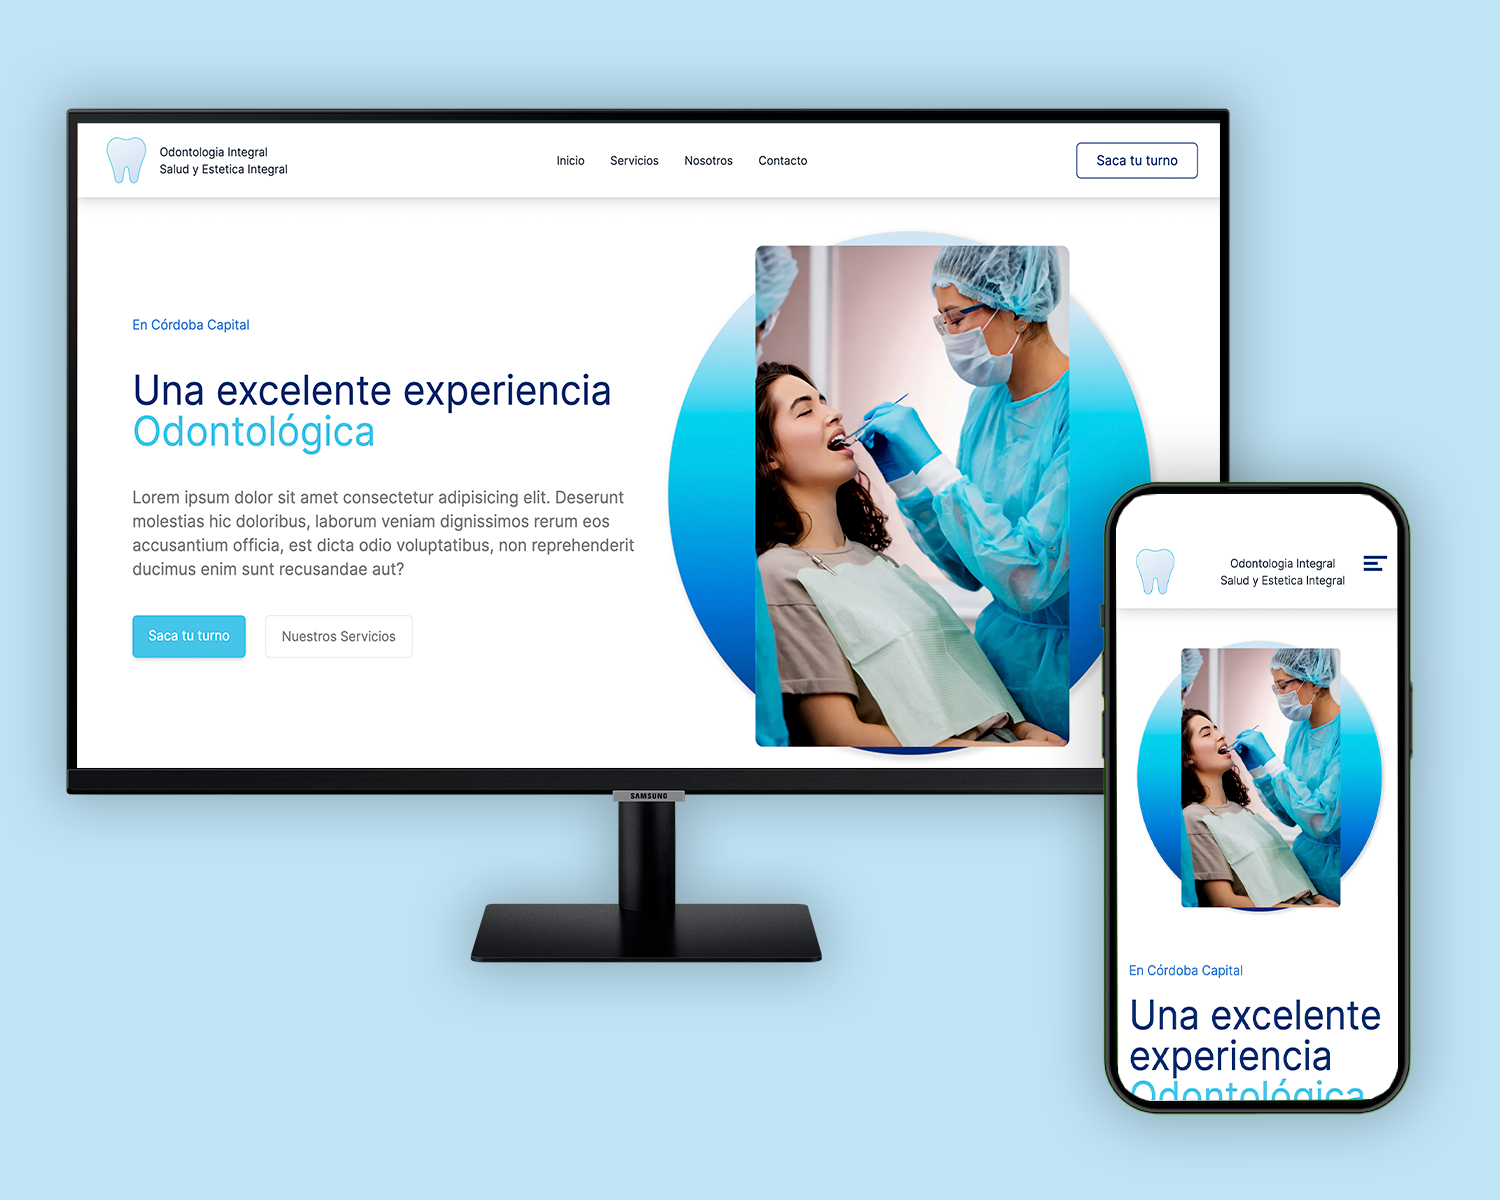 Odontologia Integral
Salud y Estetica Integral
Inicio
Servicios
Nosotros
Contacto
Saca tu turno
En Córdoba Capital
Una excelente experiencia
Odontológica
Lorem ipsum dolor sit amet consectetur adipisicing elit. Deserunt
molestias hic doloribus, laborum veniam dignissimos rerum eos
accusantium officia, est dicta odio voluptatibus, non reprehenderit
ducimus enim sunt recusandae aut?
Saca tu turno
Nuestros Servicios
SAMSUNG
Odontologia Integral
Salud y Estetica Integral
En Córdoba Capital
Una excelente
experiencia
Odontológica